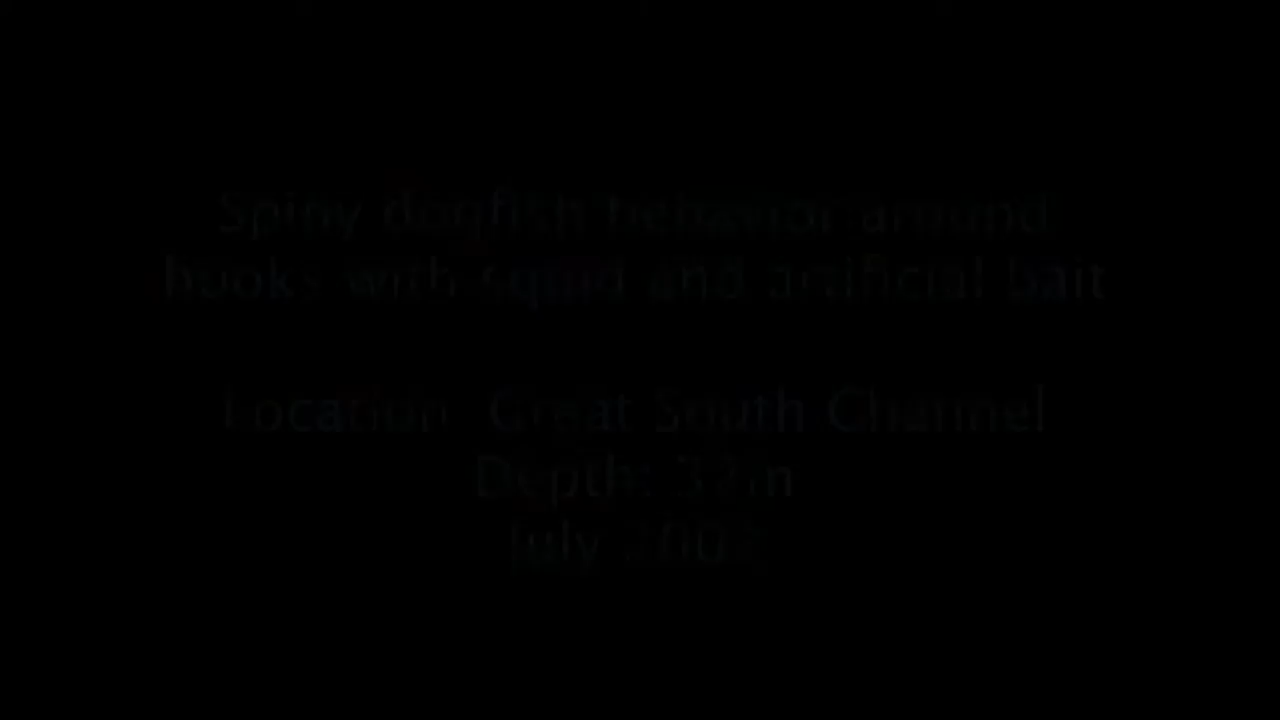 Spiny dogfish behavior around
hooks with squid and artificial bait
Location: Great South Channel
Depth:
July